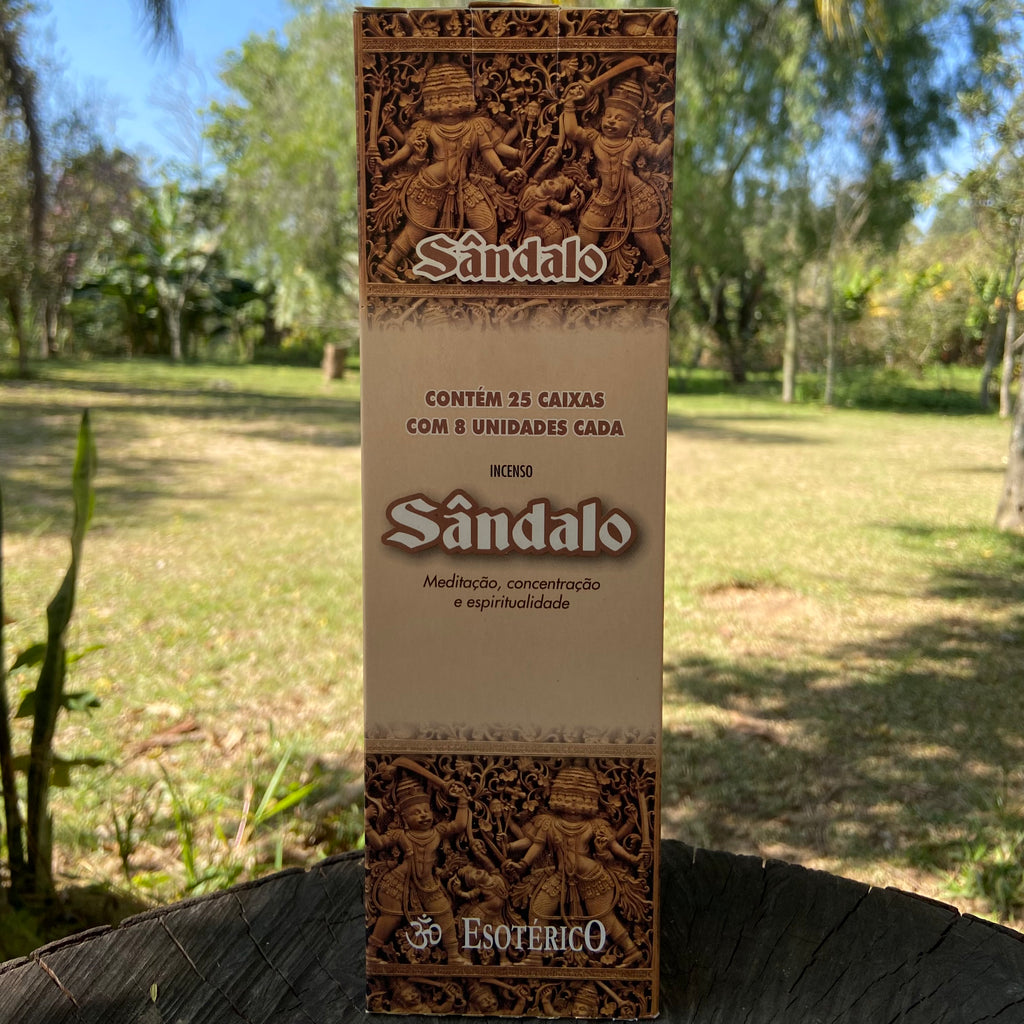 Sândalo
CONTÉM 25 CAIXAS
COM 8 UNIDADES CADA
INCENSO
Sândalo
Meditação, concentração
e espiritualidade
ॐ ESOTÉRICO